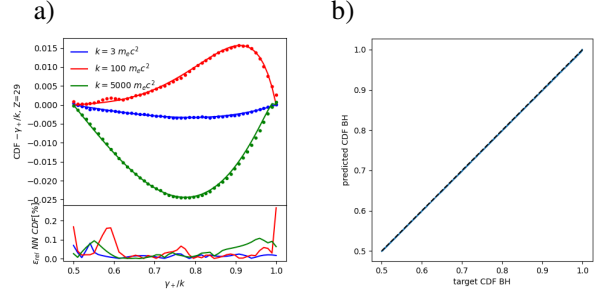 a)
b)
CDF −γ₊/k, Z=29
0.015
0.010
0.005
0.000
−0.005
−0.010
−0.015
−0.020
−0.025
k = 3 mₑc²
k = 100 mₑc²
k = 5000 mₑc²
ε_rel NN CDF[%]
0.2
0.1
0.0
0.5 0.6 0.7 0.8 0.9 1.0
γ₊/k
predicted CDF BH
1.0
0.9
0.8
0.7
0.6
0.5
0.5 0.6 0.7 0.8 0.9 1.0
target CDF BH